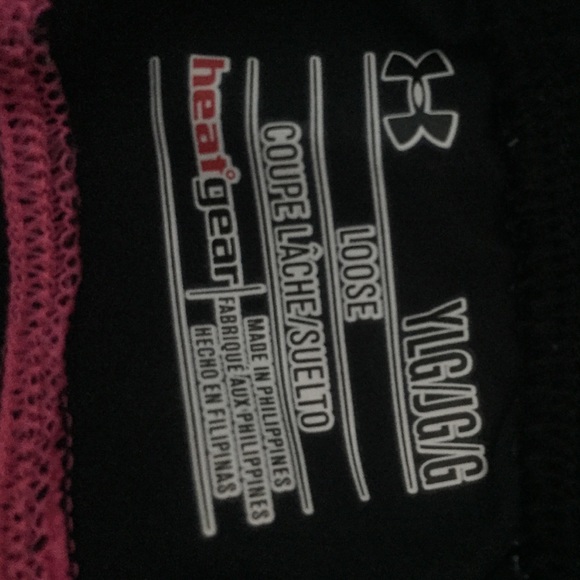 YLG/JG/G
LOOSE
COUPE LÂCHE/SUELTO
heatgear
MADE IN PHILIPPINES
FABRIQUÉ AUX PHILIPPINES
HECHO EN FILIPINAS